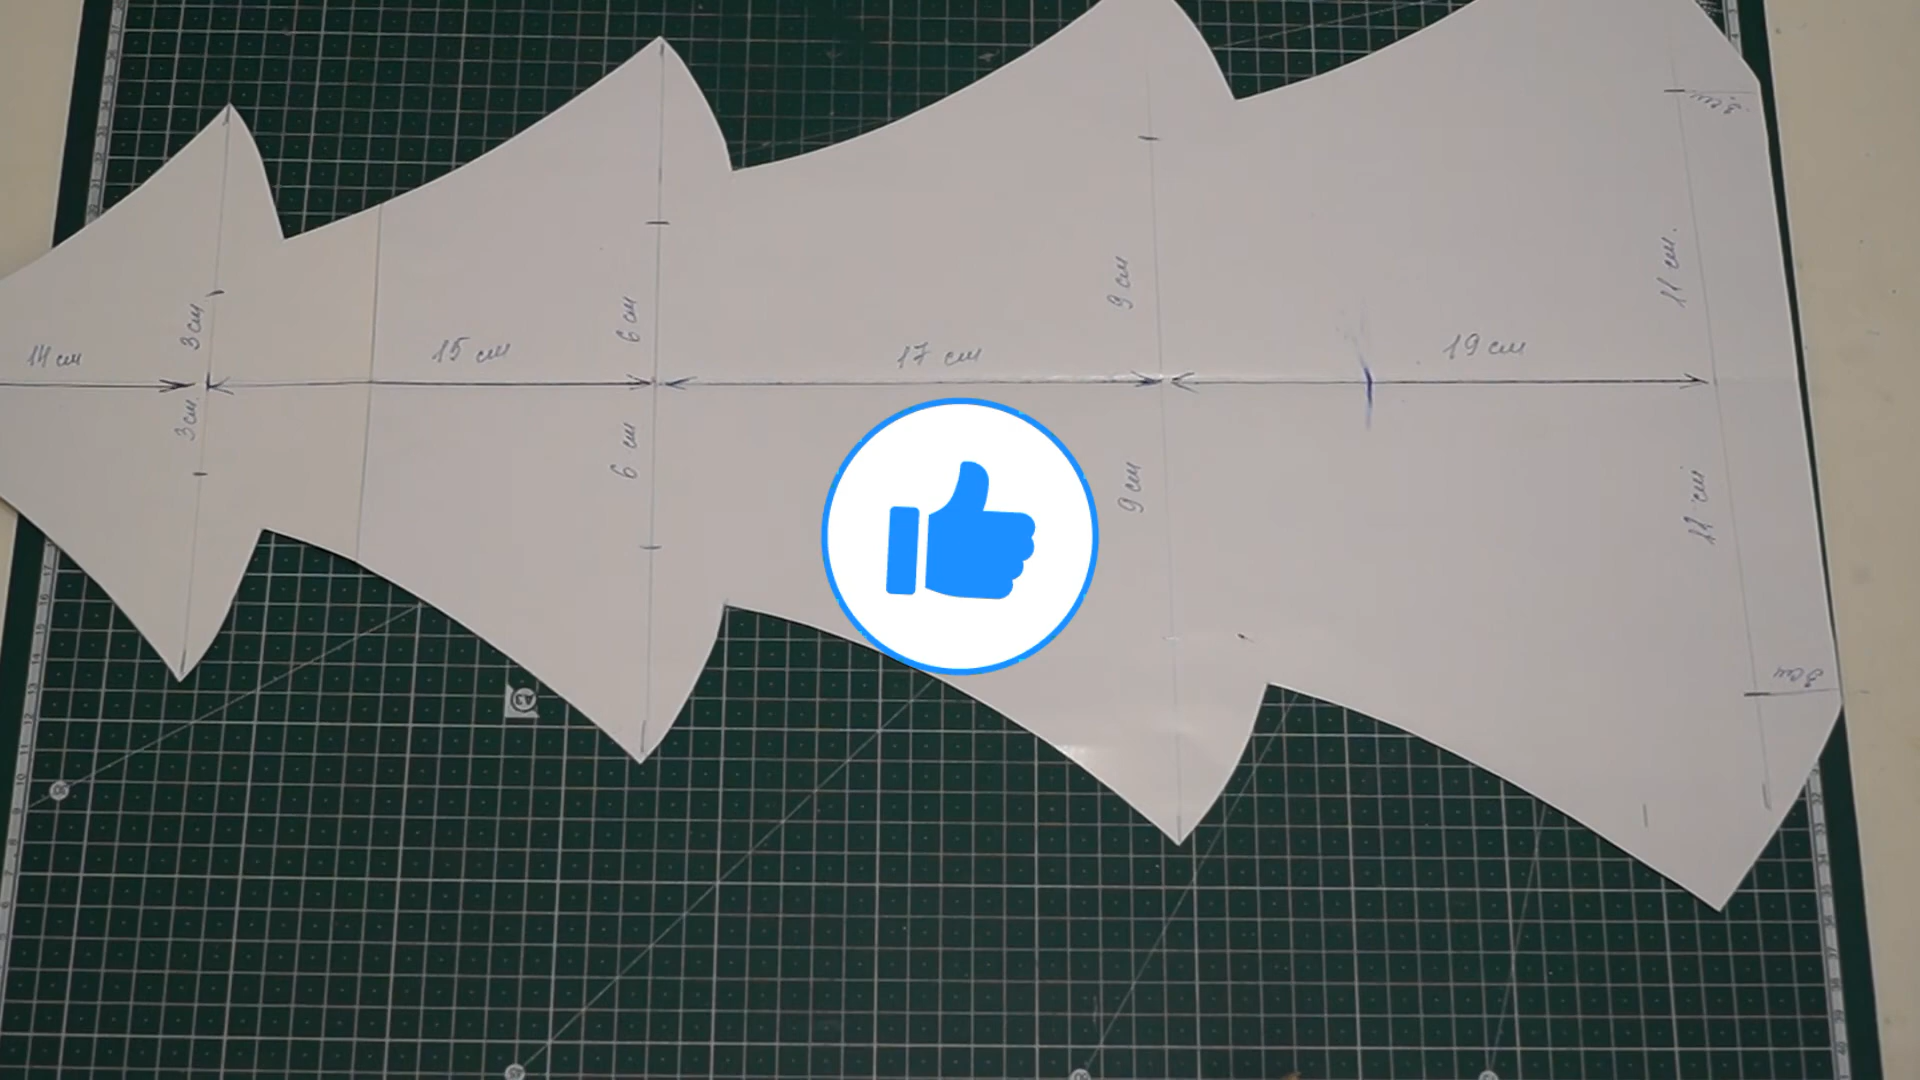 14 см
3 см
3 см.
15 см
6 см
6 см
17 см
9 см
9 см
19 см
11 см.
11 см
3 см.
3 см
A3